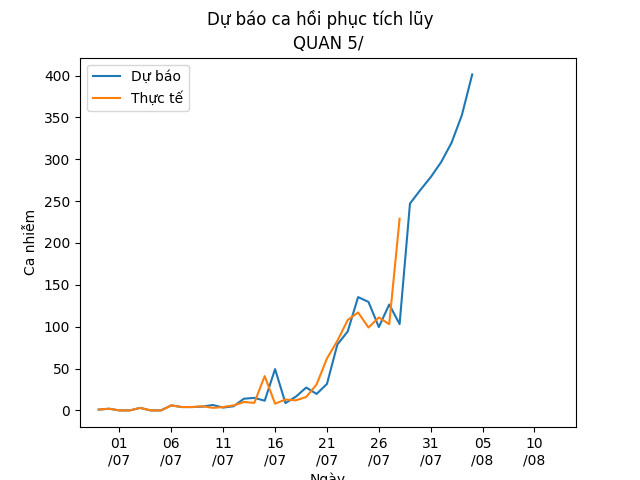 Dự báo ca hồi phục tích lũy
QUAN 5/
Dự báo
Thực tế
Ca nhiễm
400
350
300
250
200
150
100
50
0
01 06 11 16 21 26 31 05 10
/07 /07 /07 /07 /07 /07 /07 /08 /08
Ngày